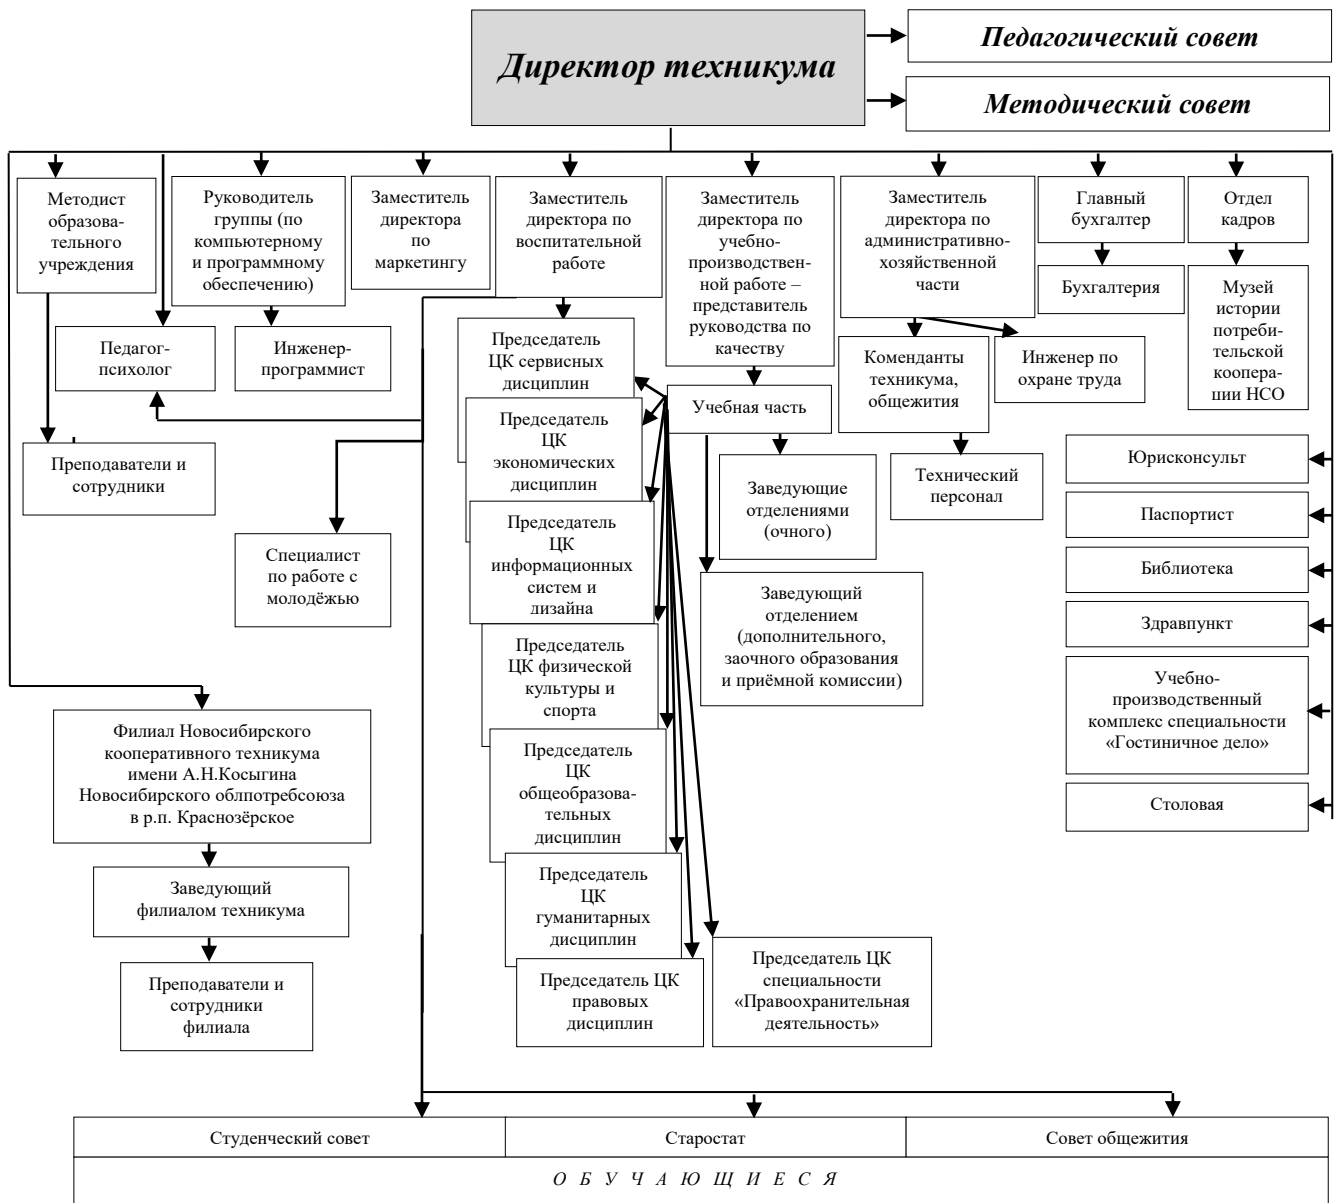 Директор техникума
Педагогический совет
Методический совет
Методист
образова-
тельного
учреждения
Руководитель
группы (по
компьютерному
и программному
обеспечению)
Заместитель
директора
по
маркетингу
Заместитель
директора по
воспитательной
работе
Заместитель
директора по
учебно-
производствен-
ной работе –
представитель
руководства по
качеству
Заместитель
директора по
административно-
хозяйственной
части
Главный
бухгалтер
Отдел
кадров
Бухгалтерия
Музей
истории
потреби-
тельской
коопера-
ции НСО
Педагог-
психолог
Инженер-
программист
Председатель
ЦК сервисных
дисциплин
Коменданты
техникума,
общежития
Инженер по
охране труда
Учебная часть
Председатель
ЦК
экономических
дисциплин
Преподаватели и
сотрудники
Заведующие
отделениями
(очного)
Технический
персонал
Юрисконсульт
Паспортист
Библиотека
Здравпункт
Учебно-
производственный
комплекс специальности
«Гостиничное дело»
Столовая
Специалист
по работе с
молодёжью
Председатель
ЦК
информационных
систем и
дизайна
Заведующий
отделением
(дополнительного,
заочного образования
и приёмной комиссии)
Председатель
ЦК физической
культуры и
спорта
Филиал Новосибирского
кооперативного техникума
имени А.Н.Косыгина
Новосибирского облпотребсоюза
в р.п. Краснозёрское
Председатель
ЦК
общеобразова-
тельных
дисциплин
Заведующий
филиалом техникума
Председатель
ЦК
гуманитарных
дисциплин
Преподаватели и
сотрудники
филиала
Председатель ЦК
правовых
дисциплин
Председатель ЦК
специальности
«Правоохранительная
деятельность»
Студенческий совет
Старостат
Совет общежития
О Б У Ч А Ю Щ И Е С Я